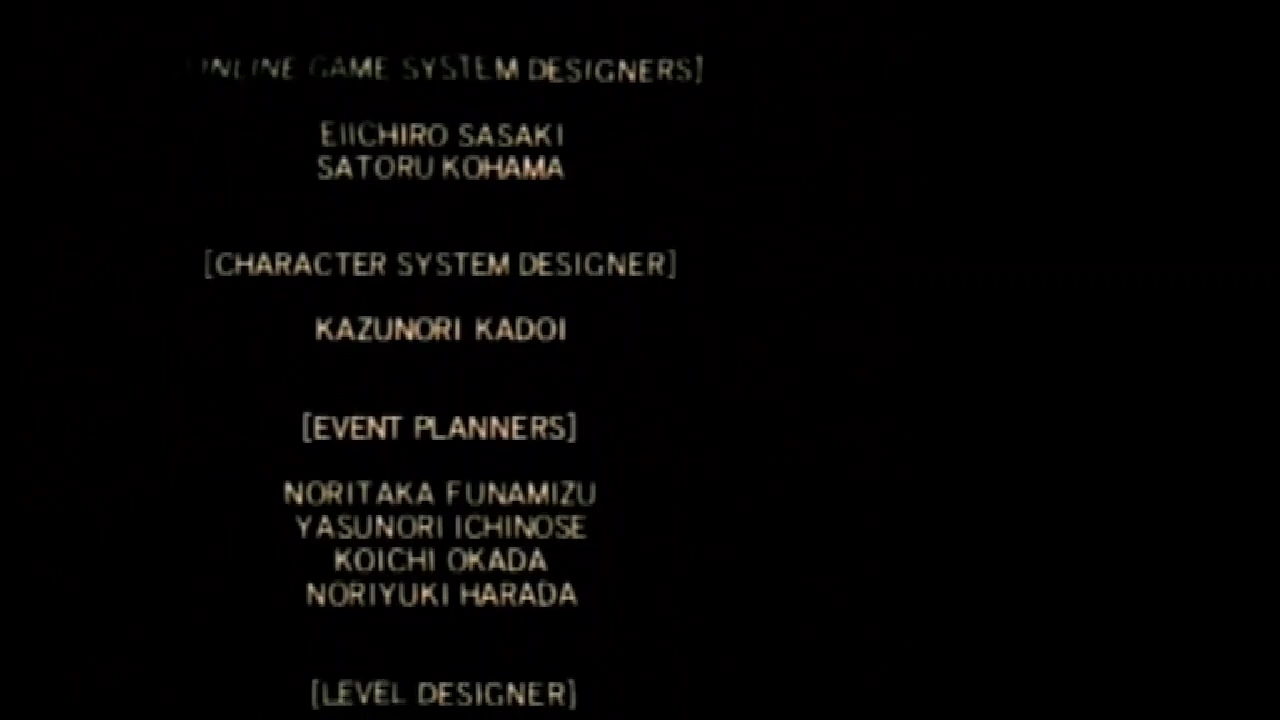 ONLINE GAME SYSTEM DESIGNERS]
EIICHIRO SASAKI
SATORU KOHAMA
[CHARACTER SYSTEM DESIGNER]
KAZUNORI KADOI
[EVENT PLANNERS]
NORITAKA FUNAMIZU
YASUNORI ICHINOSE
KOICHI OKADA
NORIYUKI HARADA
[LEVEL DESIGNER]